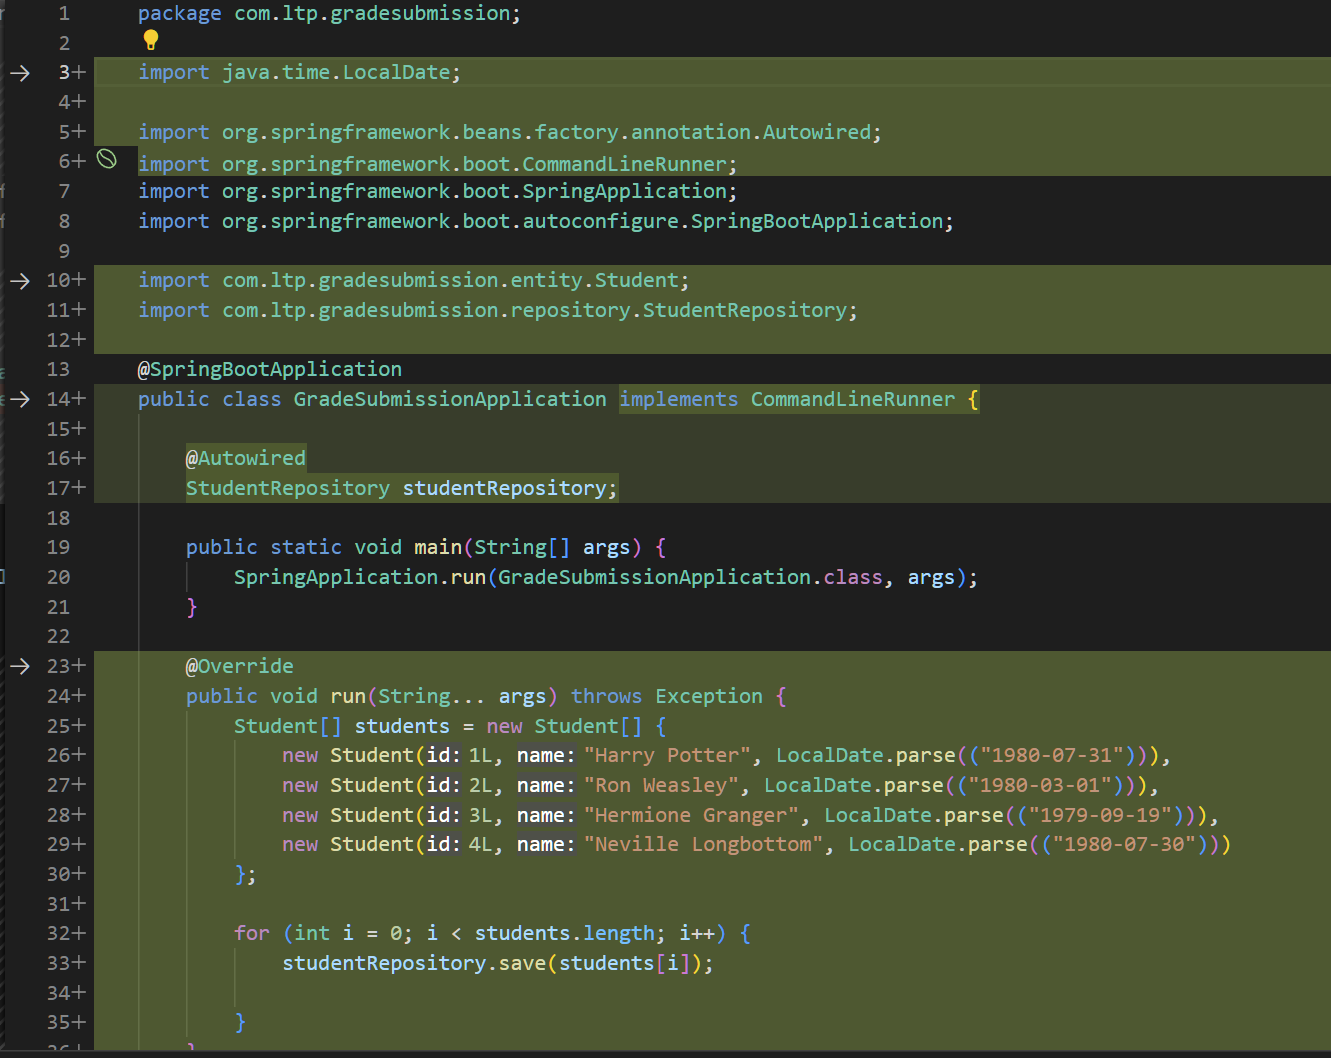 1 package com.ltp.gradesubmission;
2
3+ import java.time.LocalDate;
4+
5+ import org.springframework.beans.factory.annotation.Autowired;
6+ import org.springframework.boot.CommandLineRunner;
7 import org.springframework.boot.SpringApplication;
8 import org.springframework.boot.autoconfigure.SpringBootApplication;
9
10+ import com.ltp.gradesubmission.entity.Student;
11+ import com.ltp.gradesubmission.repository.StudentRepository;
12+
13 @SpringBootApplication
14+ public class GradeSubmissionApplication implements CommandLineRunner {
15+
16+ @Autowired
17+ StudentRepository studentRepository;
18
19 public static void main(String[] args) {
20 SpringApplication.run(GradeSubmissionApplication.class, args);
21 }
22
23+ @Override
24+ public void run(String... args) throws Exception {
25+ Student[] students = new Student[] {
26+ new Student(id: 1L, name: "Harry Potter", LocalDate.parse(("1980-07-31"))),
27+ new Student(id: 2L, name: "Ron Weasley", LocalDate.parse(("1980-03-01"))),
28+ new Student(id: 3L, name: "Hermione Granger", LocalDate.parse(("1979-09-19"))),
29+ new Student(id: 4L, name: "Neville Longbottom", LocalDate.parse(("1980-07-30")))
30+ };
31+
32+ for (int i = 0; i < students.length; i++) {
33+ studentRepository.save(students[i]);
34+
35+ }